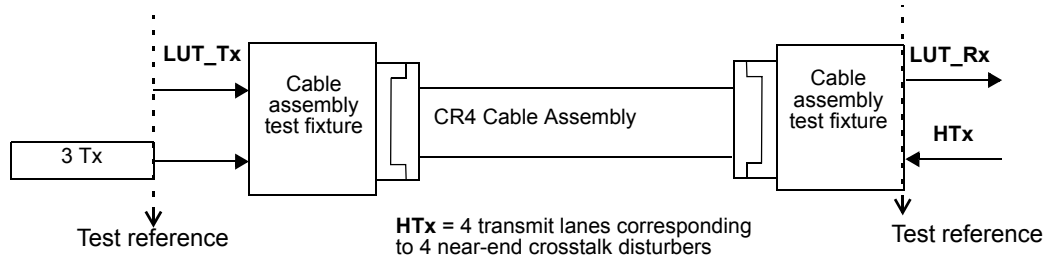 LUT_Tx
Cable
assembly
test fixture
3 Tx
Test reference
CR4 Cable Assembly
HTx = 4 transmit lanes corresponding
to 4 near-end crosstalk disturbers
Cable
assembly
test fixture
LUT_Rx
HTx
Test reference